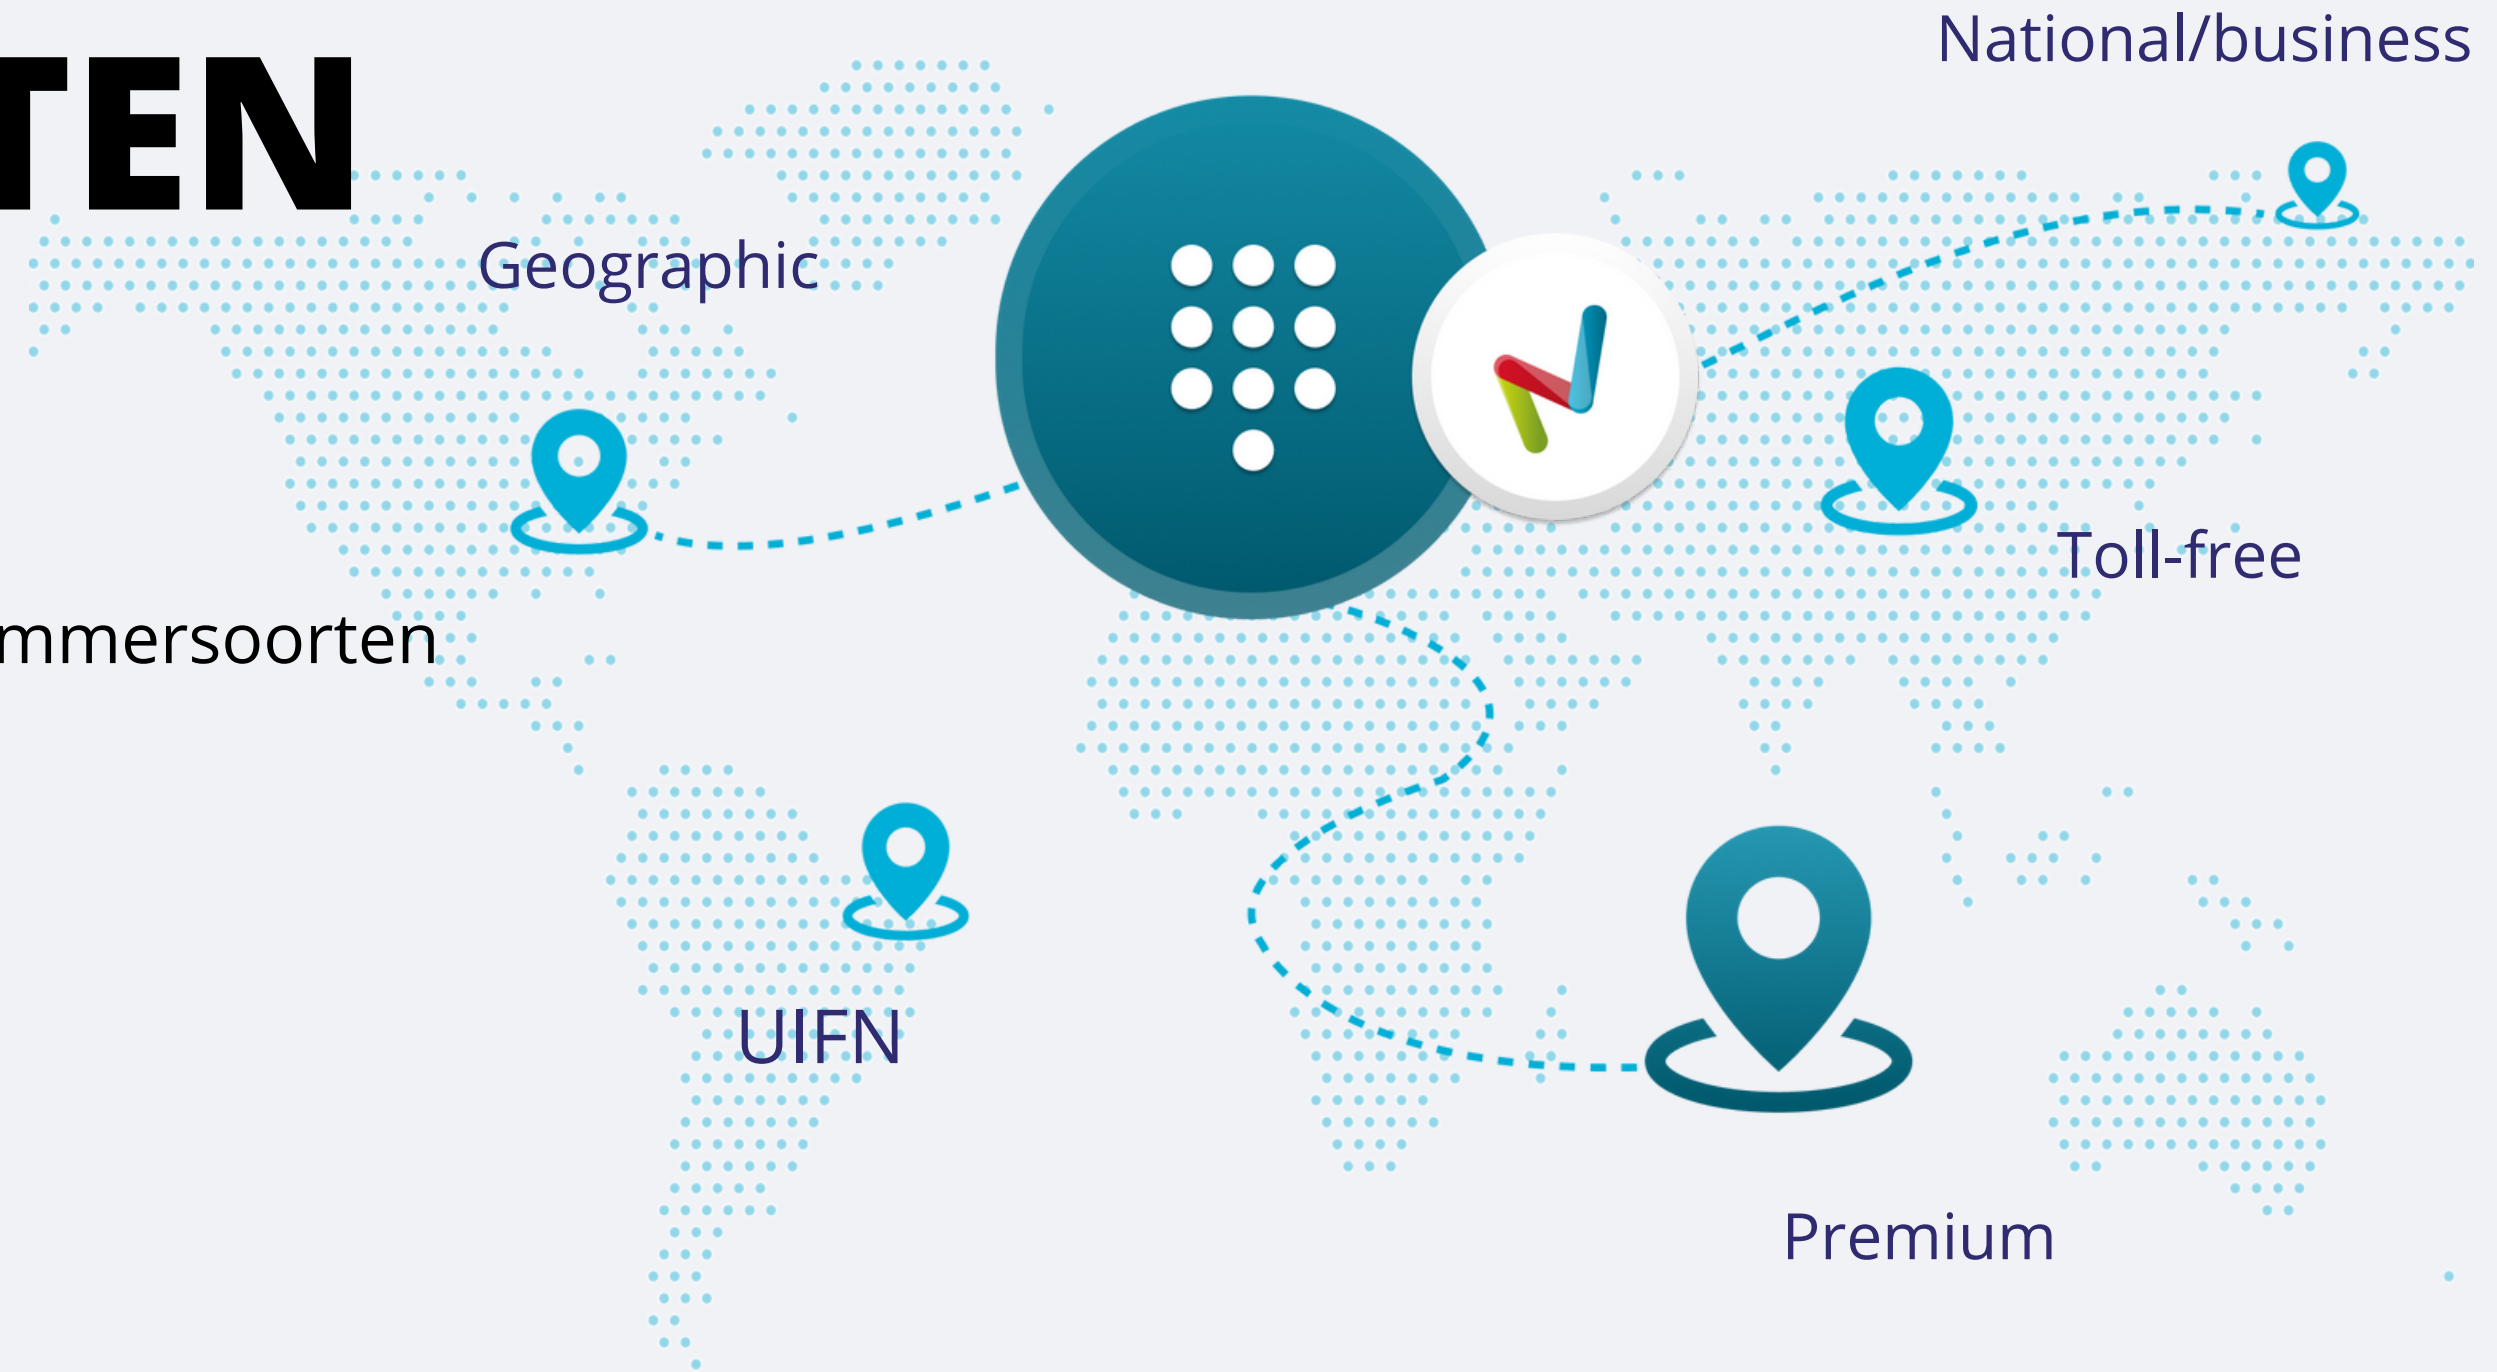 National/business
TEN
Geographic
Toll-free
mmersoorten
UIFN
Premium